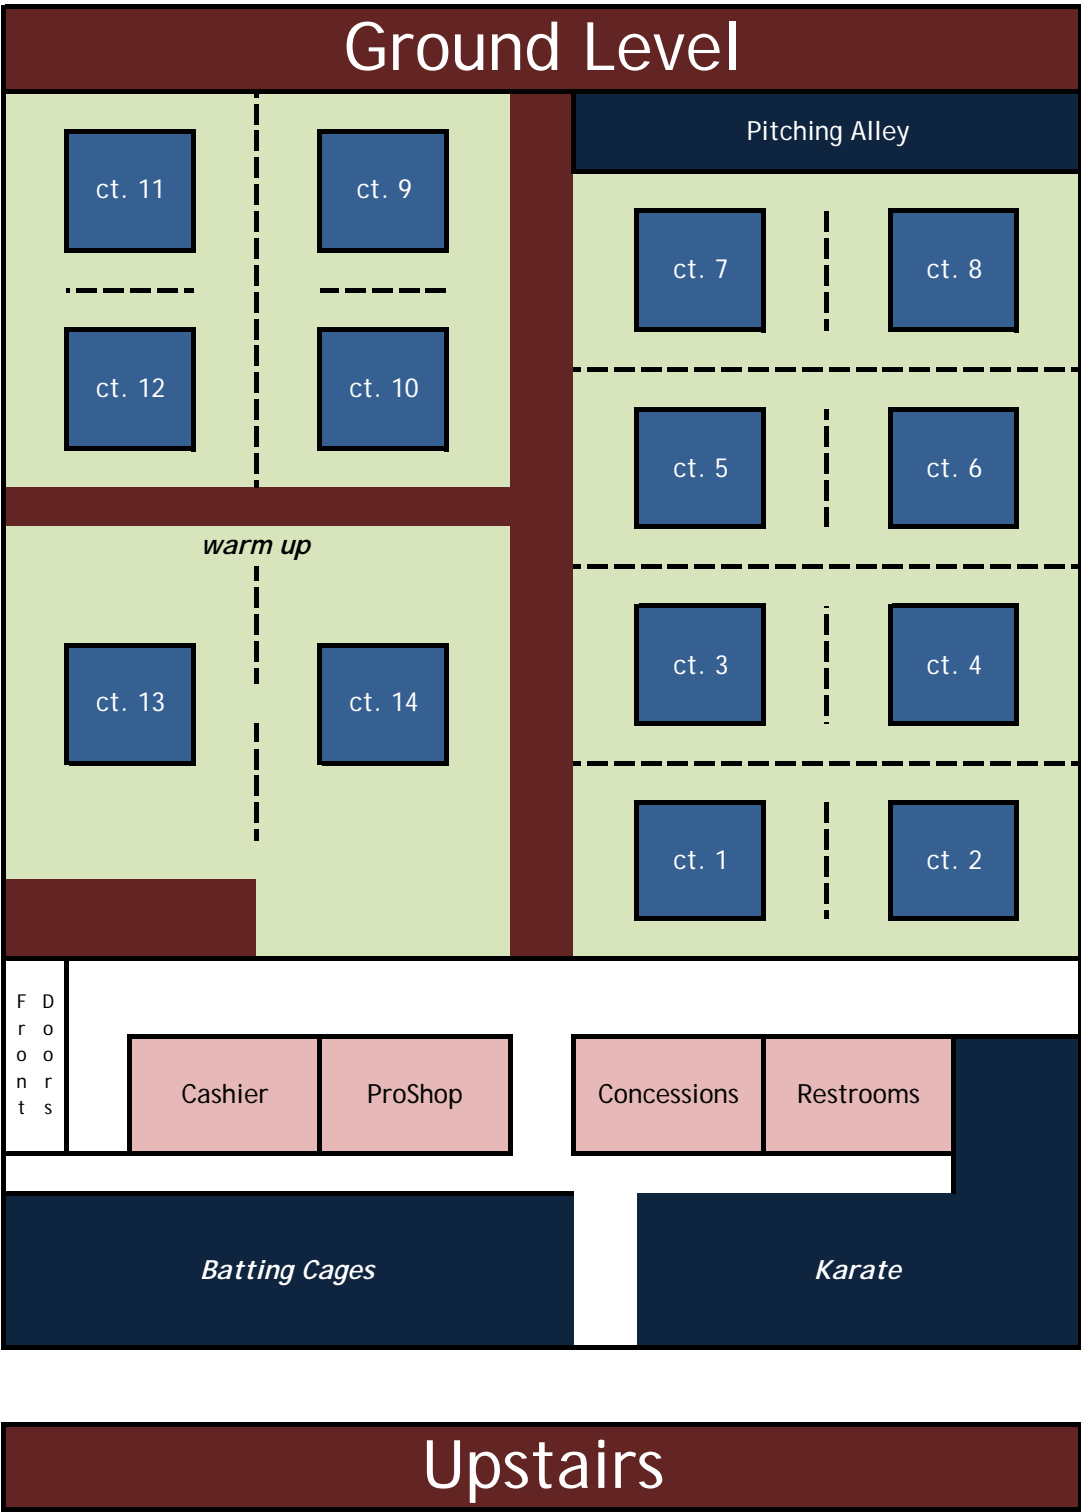 Ground Level
Pitching Alley
ct. 11
ct. 9
ct. 7
ct. 8
ct. 12
ct. 10
ct. 5
ct. 6
warm up
ct. 13
ct. 14
ct. 3
ct. 4
ct. 1
ct. 2
Front Doors
Cashier
ProShop
Concessions
Restrooms
Batting Cages
Karate
Upstairs